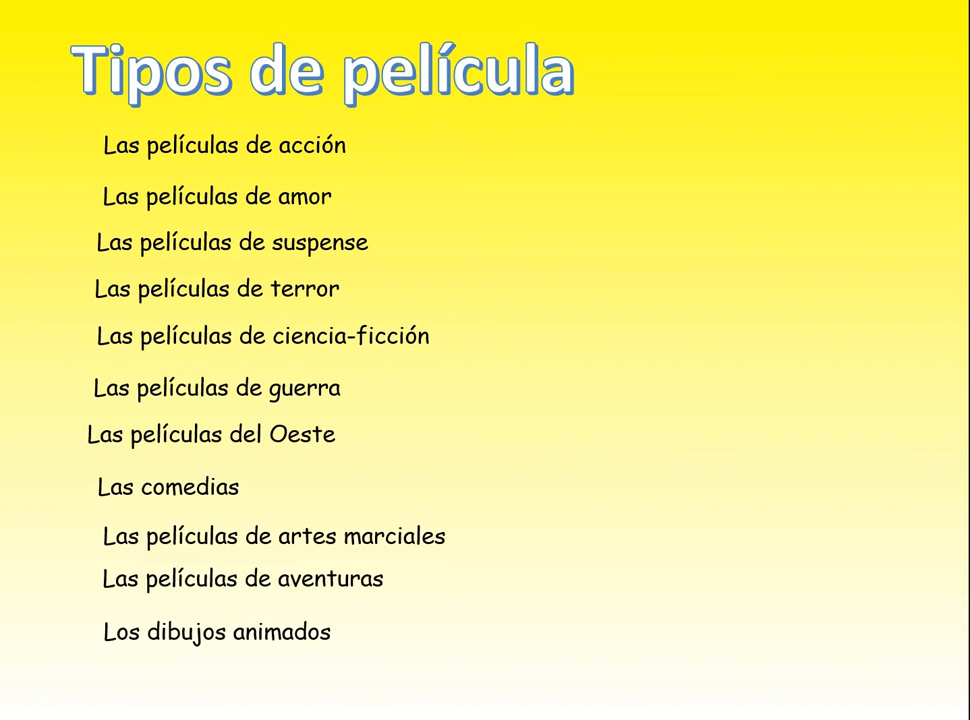 Tipos de película
Las películas de acción
Las películas de amor
Las películas de suspense
Las películas de terror
Las películas de ciencia-ficción
Las películas de guerra
Las películas del Oeste
Las comedias
Las películas de artes marciales
Las películas de aventuras
Los dibujos animados